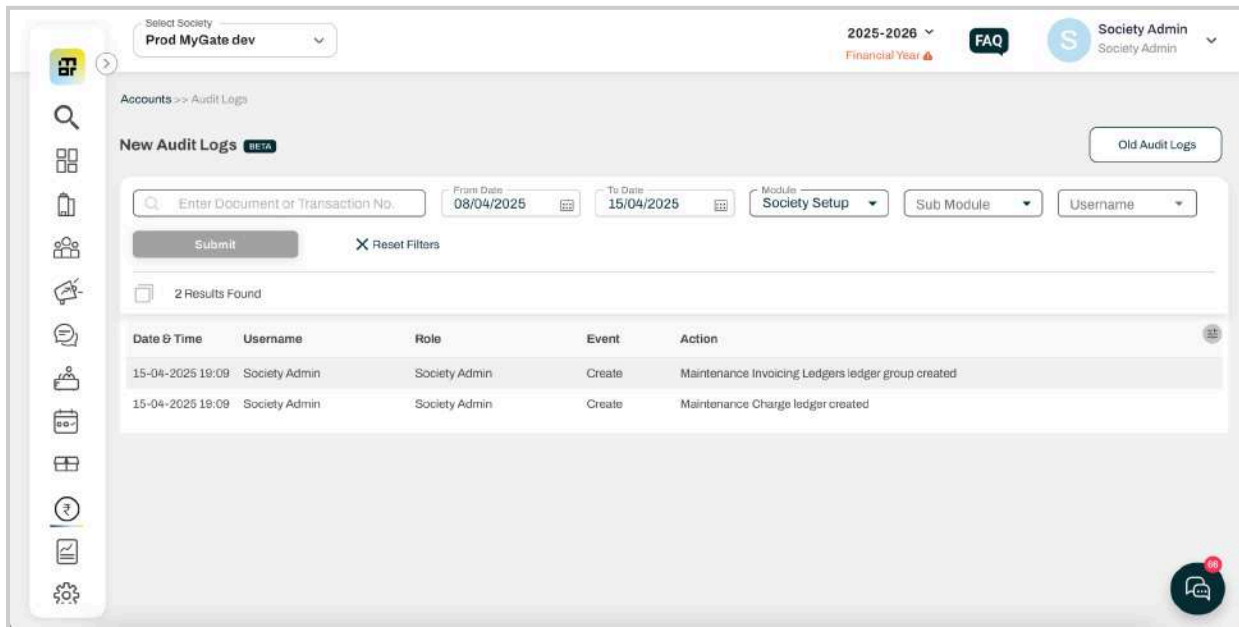 Select Society
Prod MyGate dev
2025-2026
Financial Year
FAQ
S
Society Admin
Society Admin
Accounts >> Audit Logs
New Audit Logs BETA
Old Audit Logs
Enter Document or Transaction No.
From Date
08/04/2025
To Date
15/04/2025
Module
Society Setup
Sub Module
Username
Submit
Reset Filters
2 Results Found
Date & Time Username Role Event Action
15-04-2025 19:09 Society Admin Society Admin Create Maintenance Invoicing Ledgers ledger group created
15-04-2025 19:09 Society Admin Society Admin Create Maintenance Charge ledger created
66